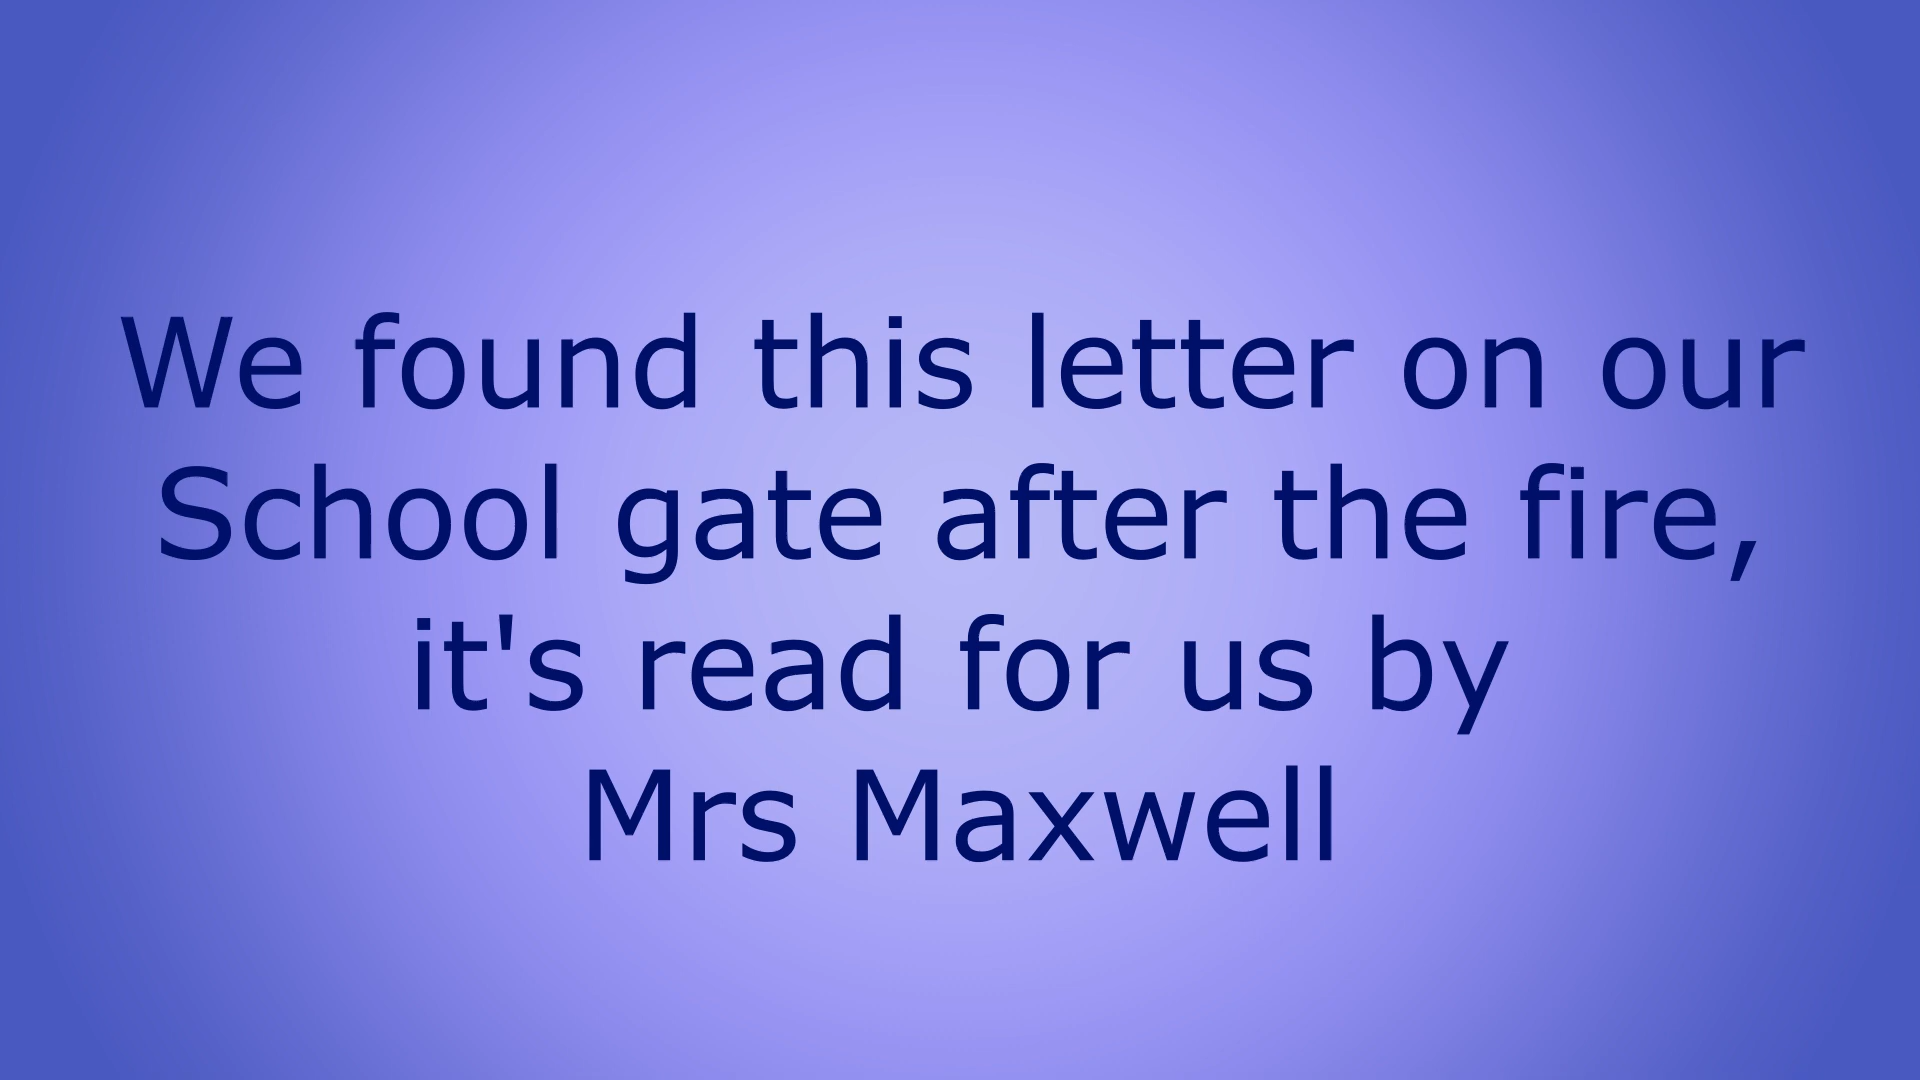 We found this letter on our
School gate after the fire,
it's read for us by
Mrs Maxwell